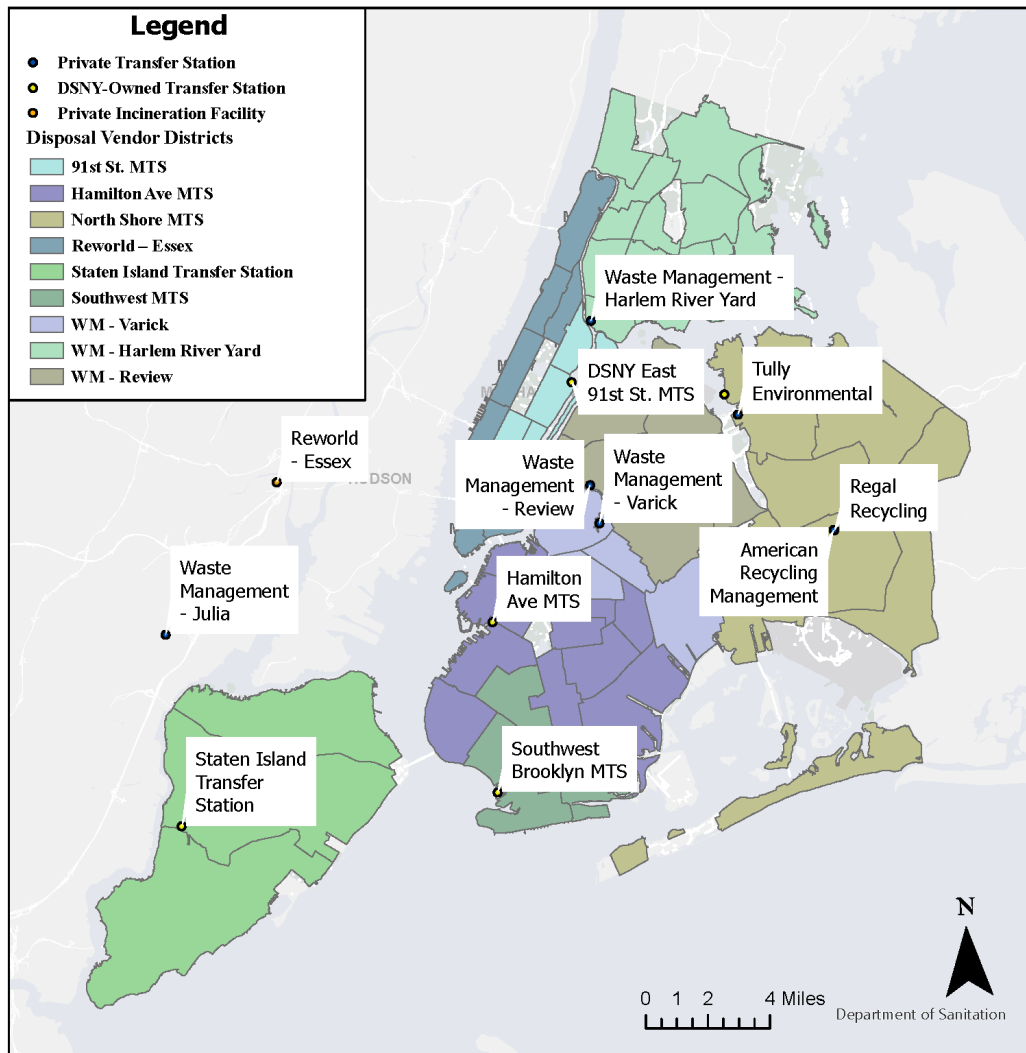 Legend
Private Transfer Station
DSNY-Owned Transfer Station
Private Incineration Facility
Disposal Vendor Districts
91st St. MTS
Hamilton Ave MTS
North Shore MTS
Reworld – Essex
Staten Island Transfer Station
Southwest MTS
WM - Varick
WM - Harlem River Yard
WM - Review
Waste Management -
Harlem River Yard
DSNY East
91st St. MTS
Tully
Environmental
Reworld
- Essex
Waste
Management
- Review
Waste
Management
- Varick
Regal
Recycling
American
Recycling
Management
Waste
Management
- Julia
Hamilton
Ave MTS
Staten Island
Transfer
Station
Southwest
Brooklyn MTS
N
0 1 2 4 Miles
Department of Sanitation